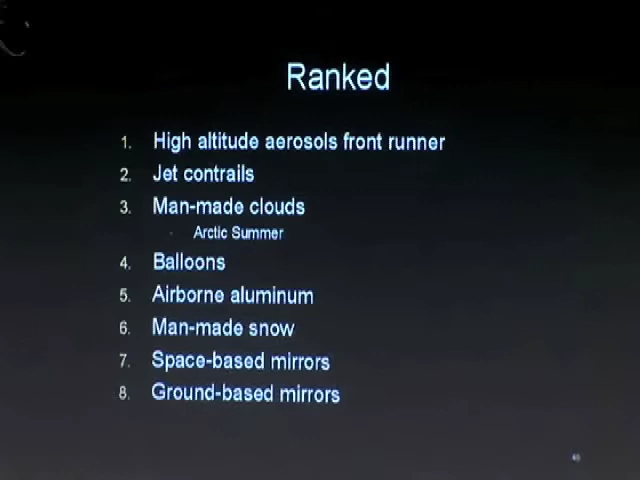 Ranked
1. High altitude aerosols front runner
2. Jet contrails
3. Man-made clouds
Arctic Summer
4. Balloons
5. Airborne aluminum
6. Man-made snow
7. Space-based mirrors
8. Ground-based mirrors